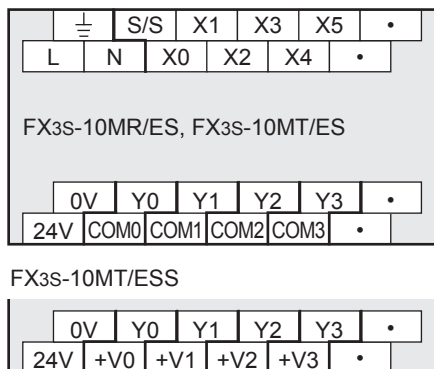 ⏚ S/S X1 X3 X5 •
L N X0 X2 X4 •
FX3S-10MR/ES, FX3S-10MT/ES
0V Y0 Y1 Y2 Y3 •
24V COM0 COM1 COM2 COM3 •
FX3S-10MT/ESS
0V Y0 Y1 Y2 Y3 •
24V +V0 +V1 +V2 +V3 •